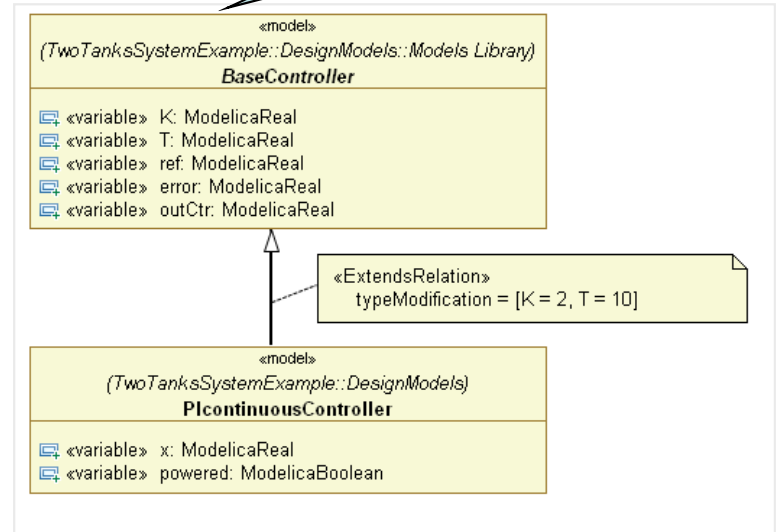 «model»
(TwoTanksSystemExample::DesignModels::Models Library)
BaseController
«variable» K: ModelicaReal
«variable» T: ModelicaReal
«variable» ref: ModelicaReal
«variable» error: ModelicaReal
«variable» outCtr: ModelicaReal
«ExtendsRelation»
typeModification = [K = 2, T = 10]
«model»
(TwoTanksSystemExample::DesignModels)
PIcontinuousController
«variable» x: ModelicaReal
«variable» powered: ModelicaBoolean